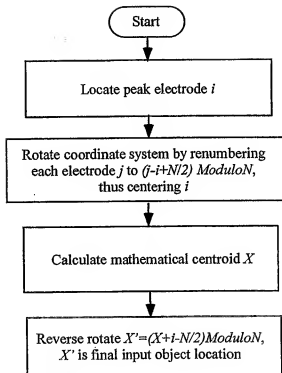 Start
Locate peak electrode i
Rotate coordinate system by renumbering
each electrode j to (j-i+N/2) ModuloN,
thus centering i
Calculate mathematical centroid X
Reverse rotate X'=(X+i-N/2)ModuloN,
X' is final input object location